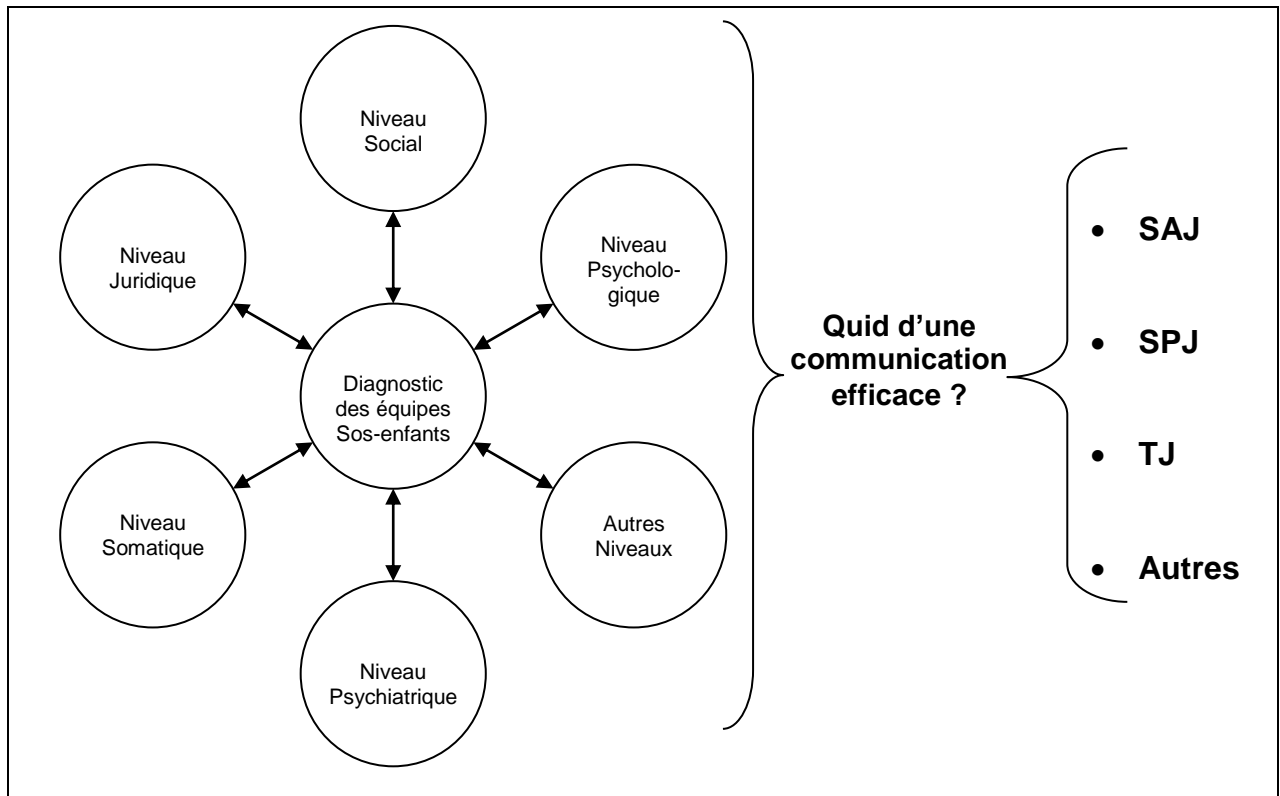 Niveau
Social
Niveau
Juridique
Niveau
Psycholo-
gique
Diagnostic
des équipes
Sos-enfants
Niveau
Somatique
Autres
Niveaux
Niveau
Psychiatrique
Quid d’une
communication
efficace ?
• SAJ
• SPJ
• TJ
• Autres